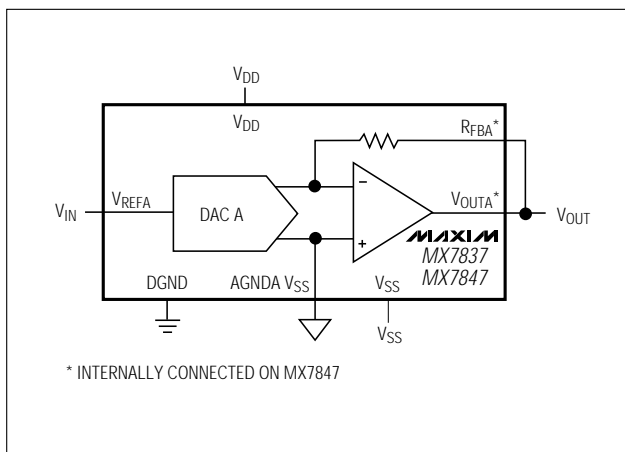 VDD
VDD
RFBA*
VREFA
VIN
DAC A
−
+
VOUTA*
VOUT
MAXIM
MX7837
MX7847
DGND
AGNDA VSS
VSS
VSS
* INTERNALLY CONNECTED ON MX7847